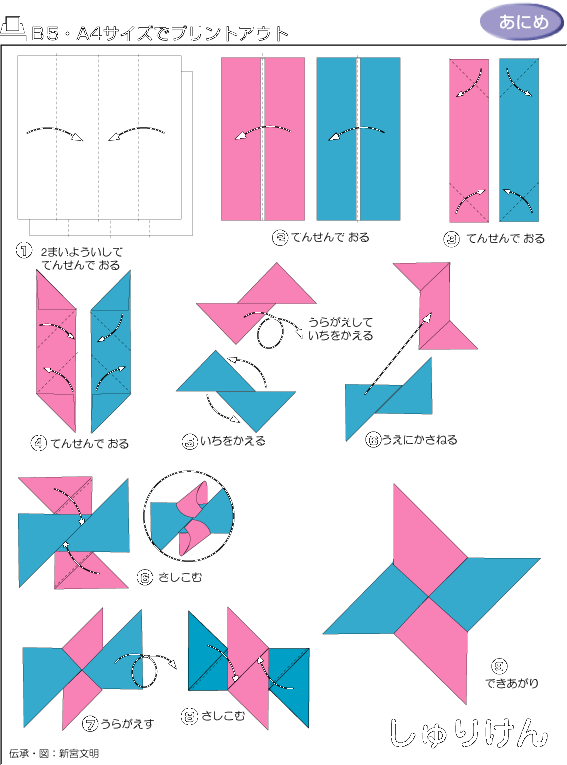 あにめ
B5・A4サイズでプリントアウト
① 2まいよういして
てんせんで おる
② てんせんで おる
③ てんせんで おる
④ てんせんで おる
うらがえして
いちをかえる
⑤ いちをかえる
⑥ うえにかさねる
⑥ さしこむ
⑦ うらがえす
⑧ さしこむ
⑨
できあがり
しゅりけん
伝承・図：新宮文明